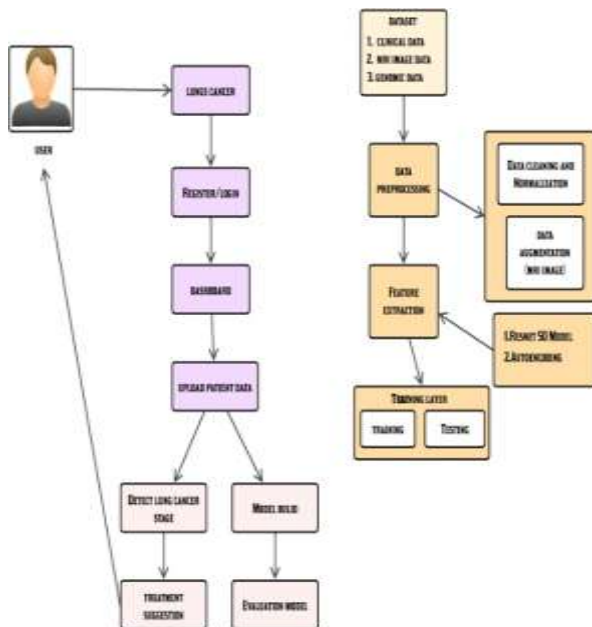 USER
LUNGS CANCER
REGISTER/LOGIN
DASHBOARD
UPLOAD PATIENT DATA
DETECT LUNG CANCER
STAGE
MODEL BUILD
TREATMENT
SUGGESTION
EVALUATION MODEL
DATASET
1. CLINICAL DATA
2. MRI IMAGE DATA
3. GENOMIC DATA
DATA
PREPROCESSING
DATA CLEANING AND
NORMALIZATION
DATA
AUGMENTATION
(MRI IMAGE)
FEATURE
EXTRACTION
1.RESNET 50 MODEL
2.AUTOENCODING
TRAINING LAYER
TRAINING
TESTING